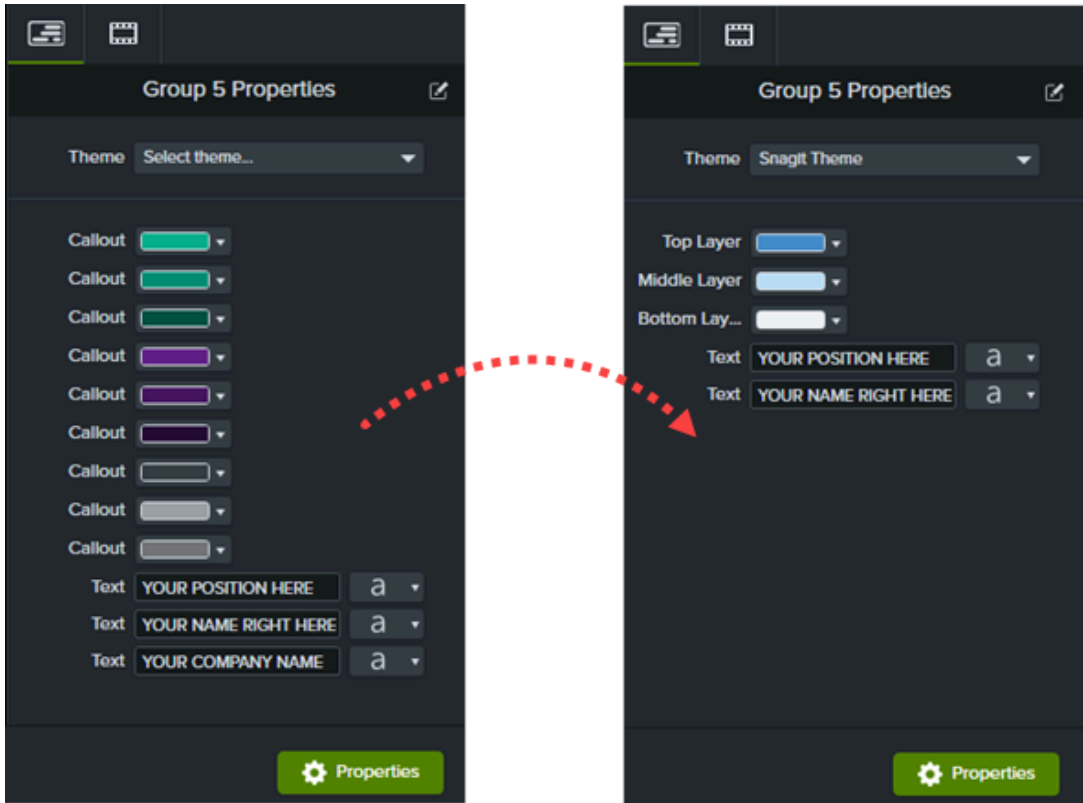 Group 5 Properties
Theme Select theme...
Callout
Callout
Callout
Callout
Callout
Callout
Callout
Callout
Callout
Text YOUR POSITION HERE a
Text YOUR NAME RIGHT HERE a
Text YOUR COMPANY NAME a
Properties
Group 5 Properties
Theme SnagIt Theme
Top Layer
Middle Layer
Bottom Lay...
Text YOUR POSITION HERE a
Text YOUR NAME RIGHT HERE a
Properties